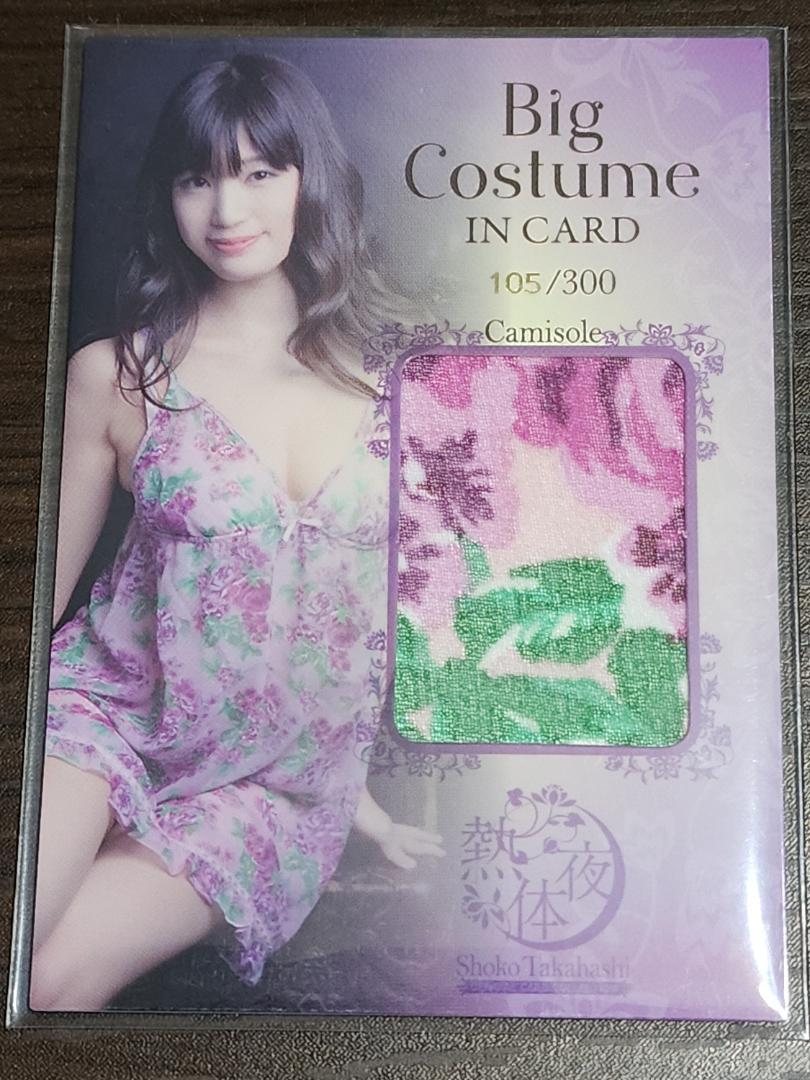 Big
Costume
IN CARD
105/300
Camisole
熱体夜
Shoko Takahashi